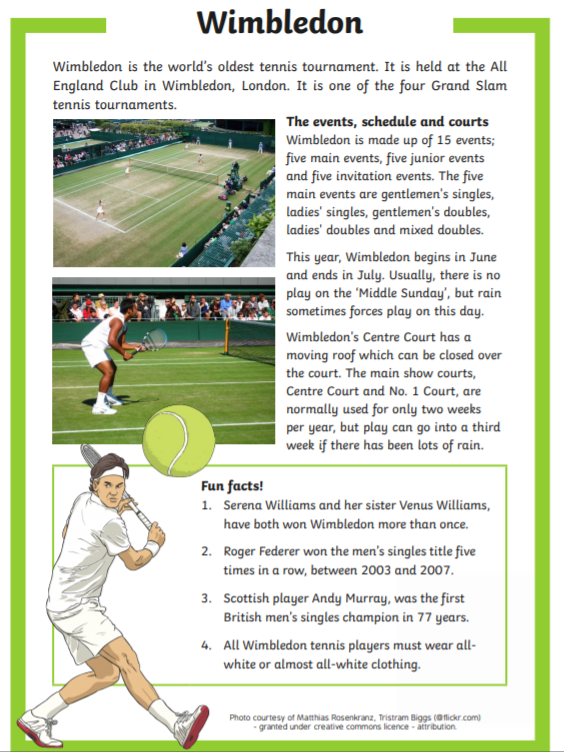 Wimbledon
Wimbledon is the world's oldest tennis tournament. It is held at the All
England Club in Wimbledon, London. It is one of the four Grand Slam
tennis tournaments.
The events, schedule and courts
Wimbledon is made up of 15 events;
five main events, five junior events
and five invitation events. The five
main events are gentlemen's singles,
ladies' singles, gentlemen's doubles,
ladies' doubles and mixed doubles.
This year, Wimbledon begins in June
and ends in July. Usually, there is no
play on the 'Middle Sunday', but rain
sometimes forces play on this day.
Wimbledon's Centre Court has a
moving roof which can be closed over
the court. The main show courts,
Centre Court and No. 1 Court, are
normally used for only two weeks
per year, but play can go into a third
week if there has been lots of rain.
Fun facts!
1. Serena Williams and her sister Venus Williams,
have both won Wimbledon more than once.
2. Roger Federer won the men's singles title five
times in a row, between 2003 and 2007.
3. Scottish player Andy Murray, was the first
British men's singles champion in 77 years.
4. All Wimbledon tennis players must wear all-
white or almost all-white clothing.
Photo courtesy of Matthias Rosenkranz, Tristram Biggs (@flickr.com)
- granted under creative commons licence - attribution.